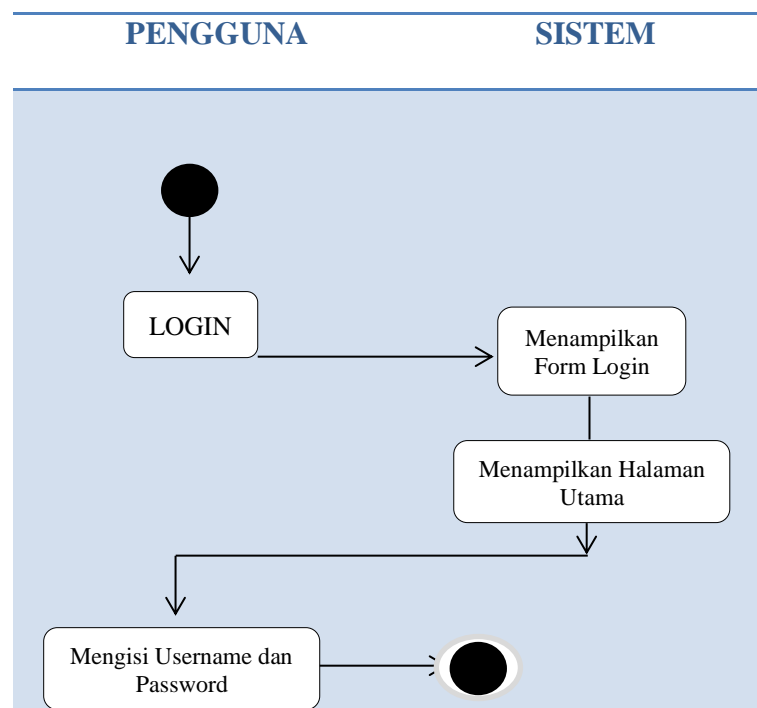 PENGGUNA SISTEM
LOGIN
Menampilkan
Form Login
Menampilkan Halaman
Utama
Mengisi Username dan
Password